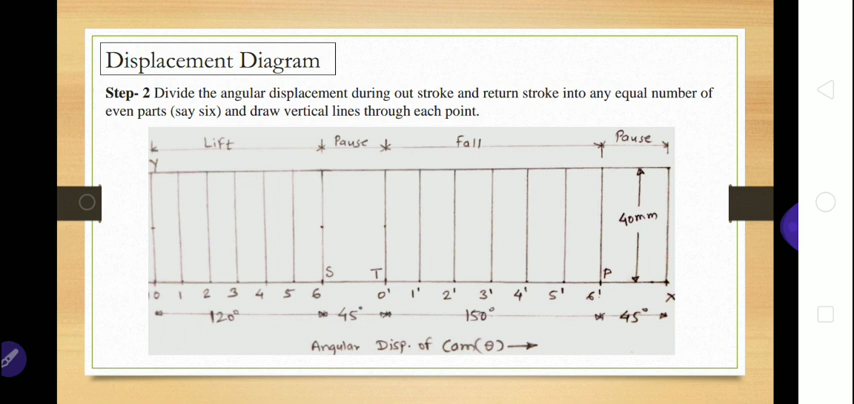 Displacement Diagram
Step- 2 Divide the angular displacement during out stroke and return stroke into any equal number of
even parts (say six) and draw vertical lines through each point.
Lift Pause Fall Pause
Y
40mm
S T P
0 1 2 3 4 5 6 0' 1' 2' 3' 4' 5' 6' X
120° 45° 150° 45°
Angular Disp. of Cam(θ)